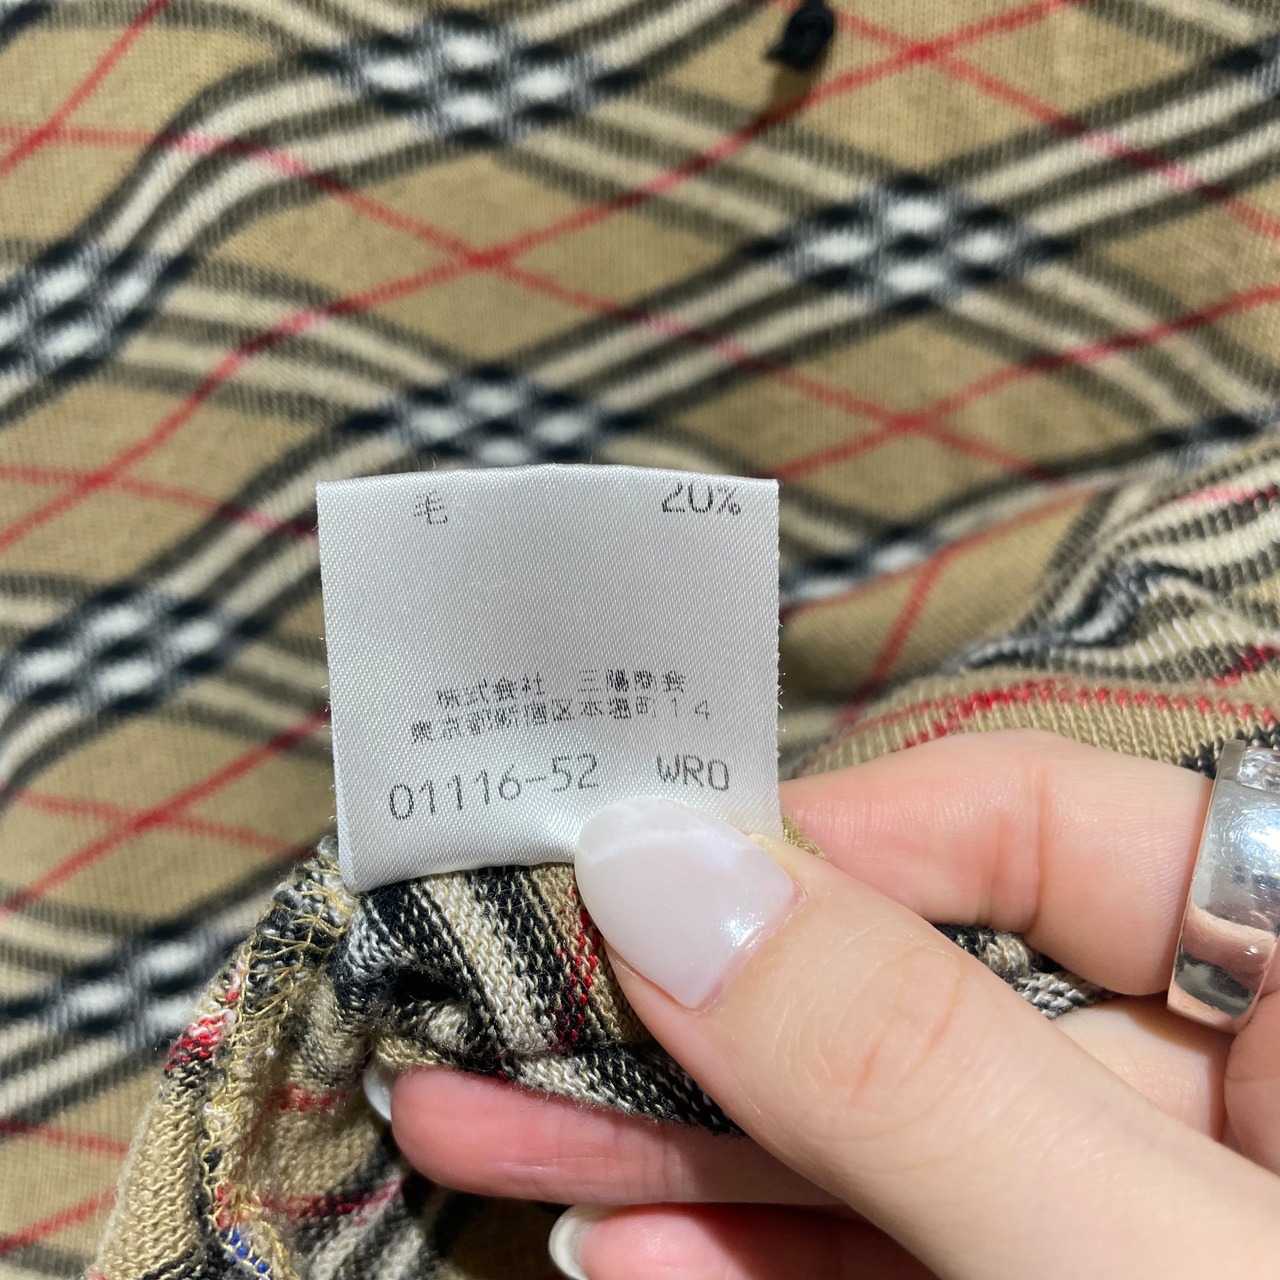 毛 20%
株式会社 三陽商会
東京都新宿区本塩町14
01116-52 WRO